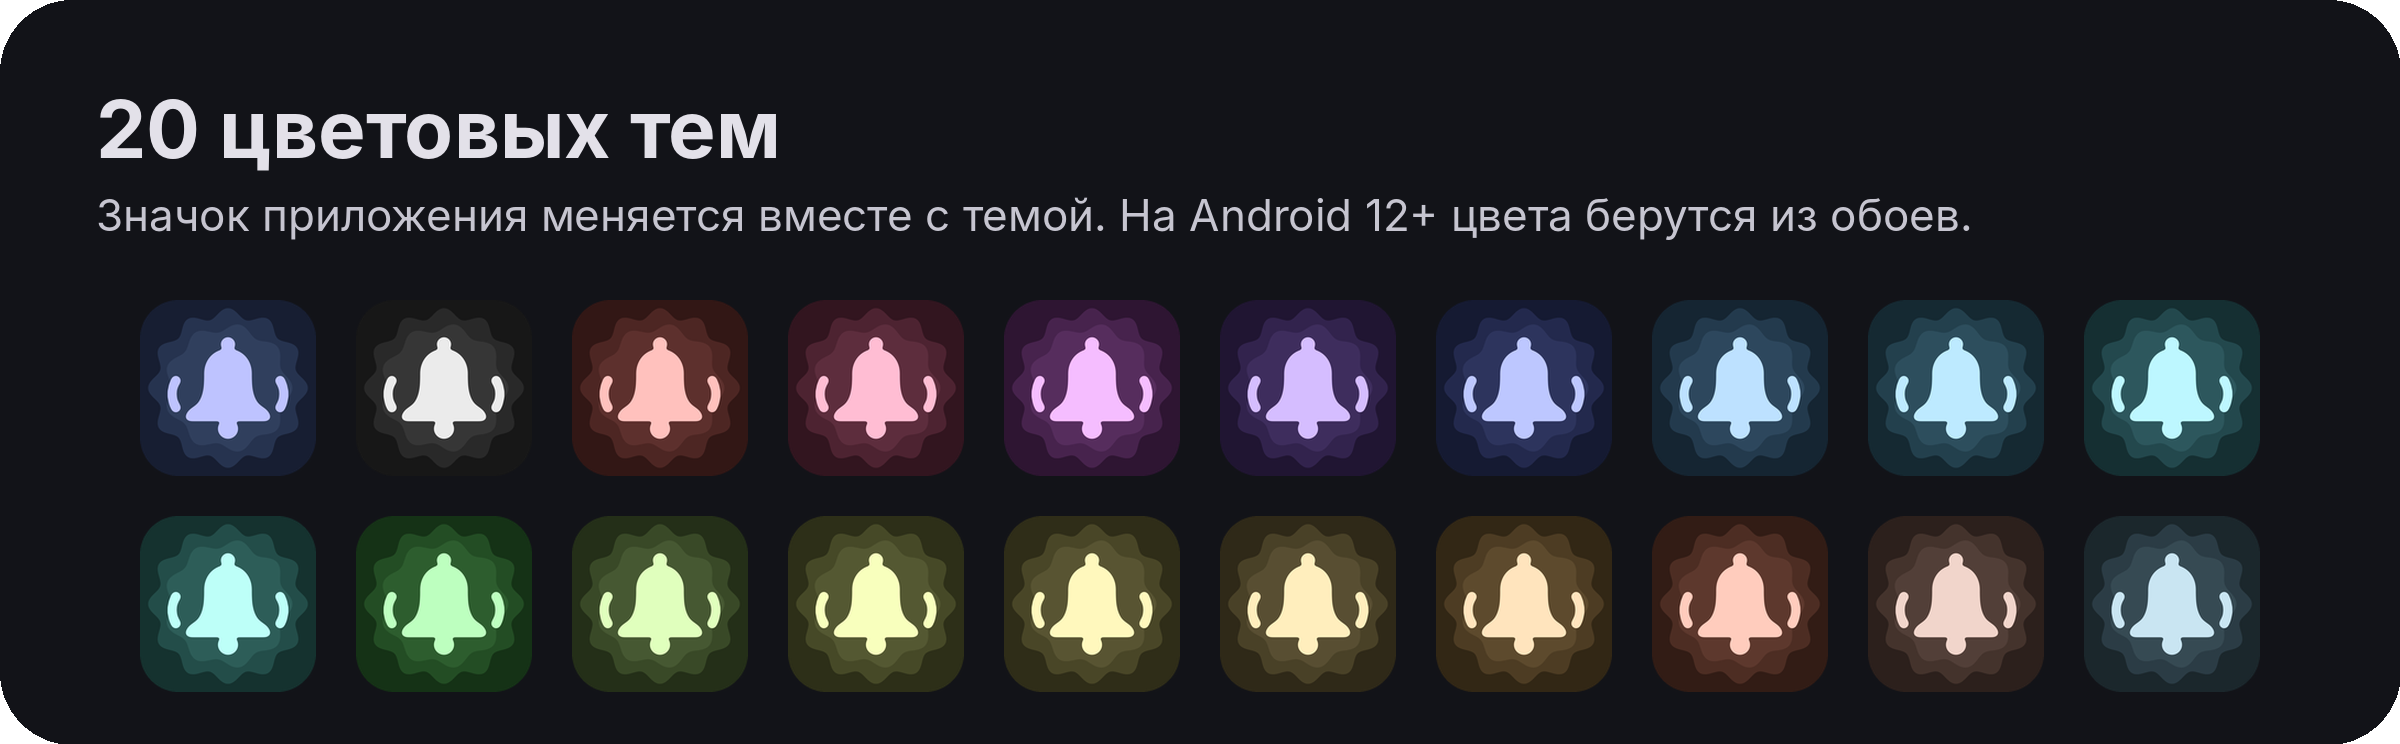 20 цветовых тем
Значок приложения меняется вместе с темой. На Android 12+ цвета берутся из обоев.